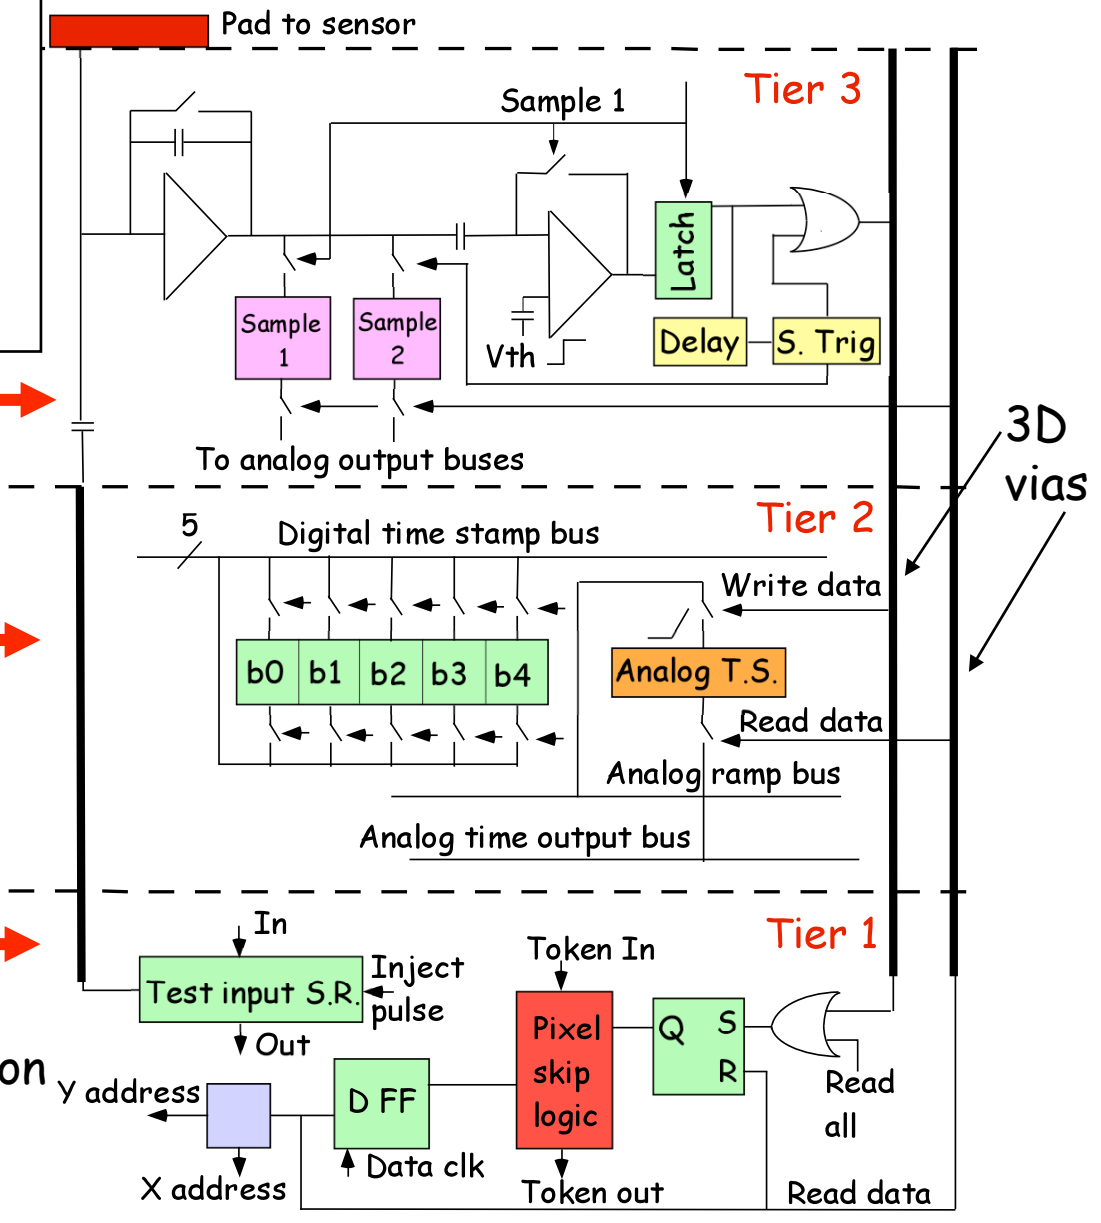 Pad to sensor
Tier 3
Sample 1
Latch
Sample
1
Sample
2
Vth
Delay
S. Trig
To analog output buses
3D
vias
Tier 2
5
Digital time stamp bus
Write data
b0 b1 b2 b3 b4
Analog T.S.
Read data
Analog ramp bus
Analog time output bus
Tier 1
In
Token In
Test input S.R.
Inject
pulse
Out
Pixel
skip
logic
Q S
R
on
Y address
D FF
Read
all
Data clk
X address
Token out
Read data